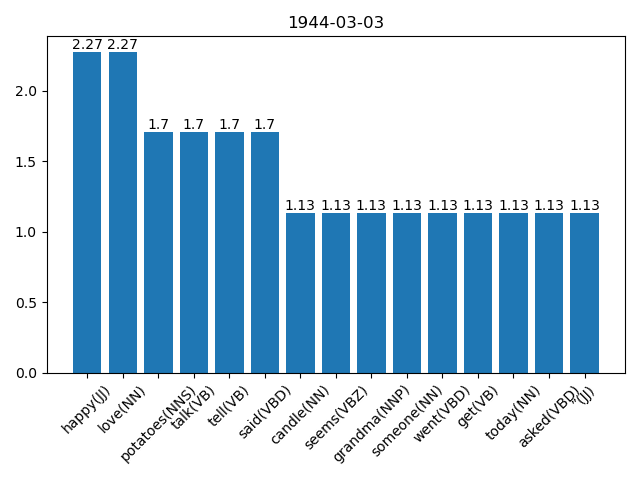 1944-03-03
2.27 2.27
1.7 1.7 1.7 1.7
1.13 1.13 1.13 1.13 1.13 1.13 1.13 1.13 1.13
2.0
1.5
1.0
0.5
0.0
happy(JJ)
love(NN)
potatoes(NNS)
talk(VB)
tell(VB)
said(VBD)
candle(NN)
seems(VBZ)
grandma(NNP)
someone(NN)
went(VBD)
get(VB)
today(NN)
asked(VBD)
(JJ)